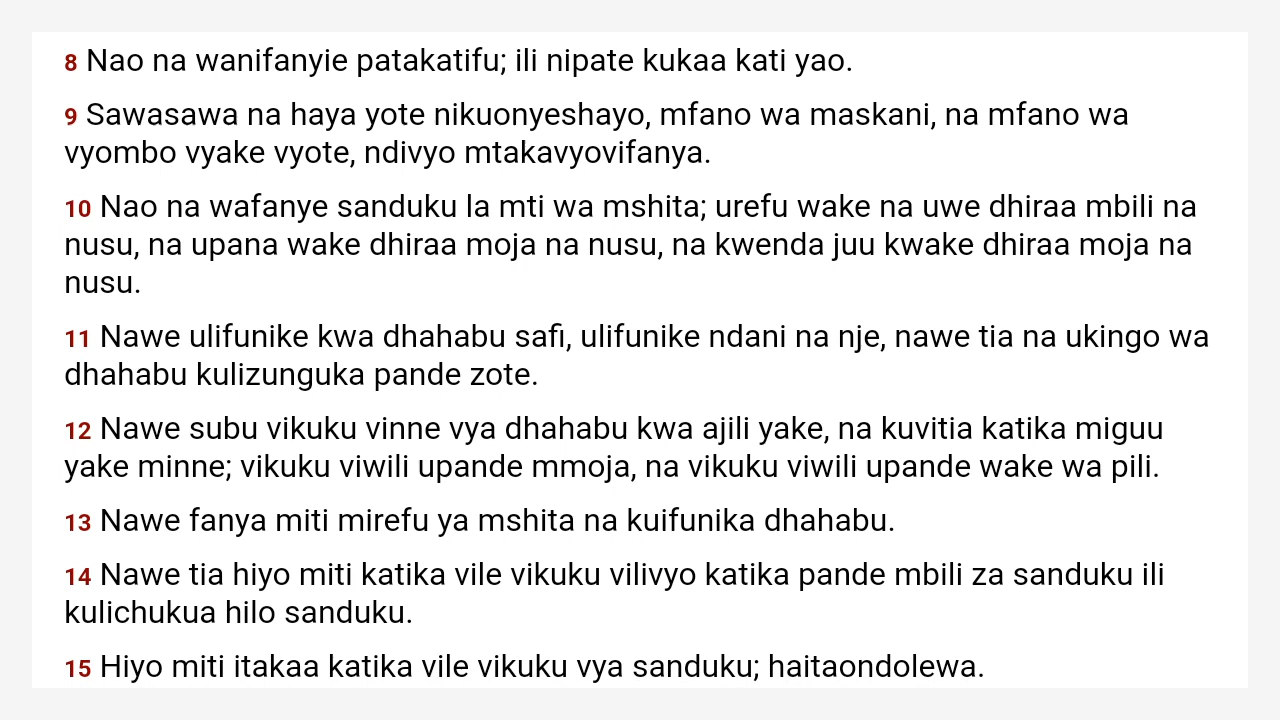 8 Nao na wanifanyie patakatifu; ili nipate kukaa kati yao.
9 Sawasawa na haya yote nikuonyeshayo, mfano wa maskani, na mfano wa
vyombo vyake vyote, ndivyo mtakavyovifanya.
10 Nao na wafanye sanduku la mti wa mshita; urefu wake na uwe dhiraa mbili na
nusu, na upana wake dhiraa moja na nusu, na kwenda juu kwake dhiraa moja na
nusu.
11 Nawe ulifunike kwa dhahabu safi, ulifunike ndani na nje, nawe tia na ukingo wa
dhahabu kulizunguka pande zote.
12 Nawe subu vikuku vinne vya dhahabu kwa ajili yake, na kuvitia katika miguu
yake minne; vikuku viwili upande mmoja, na vikuku viwili upande wake wa pili.
13 Nawe fanya miti mirefu ya mshita na kuifunika dhahabu.
14 Nawe tia hiyo miti katika vile vikuku vilivyo katika pande mbili za sanduku ili
kulichukua hilo sanduku.
15 Hiyo miti itakaa katika vile vikuku vya sanduku; haitaondolewa.